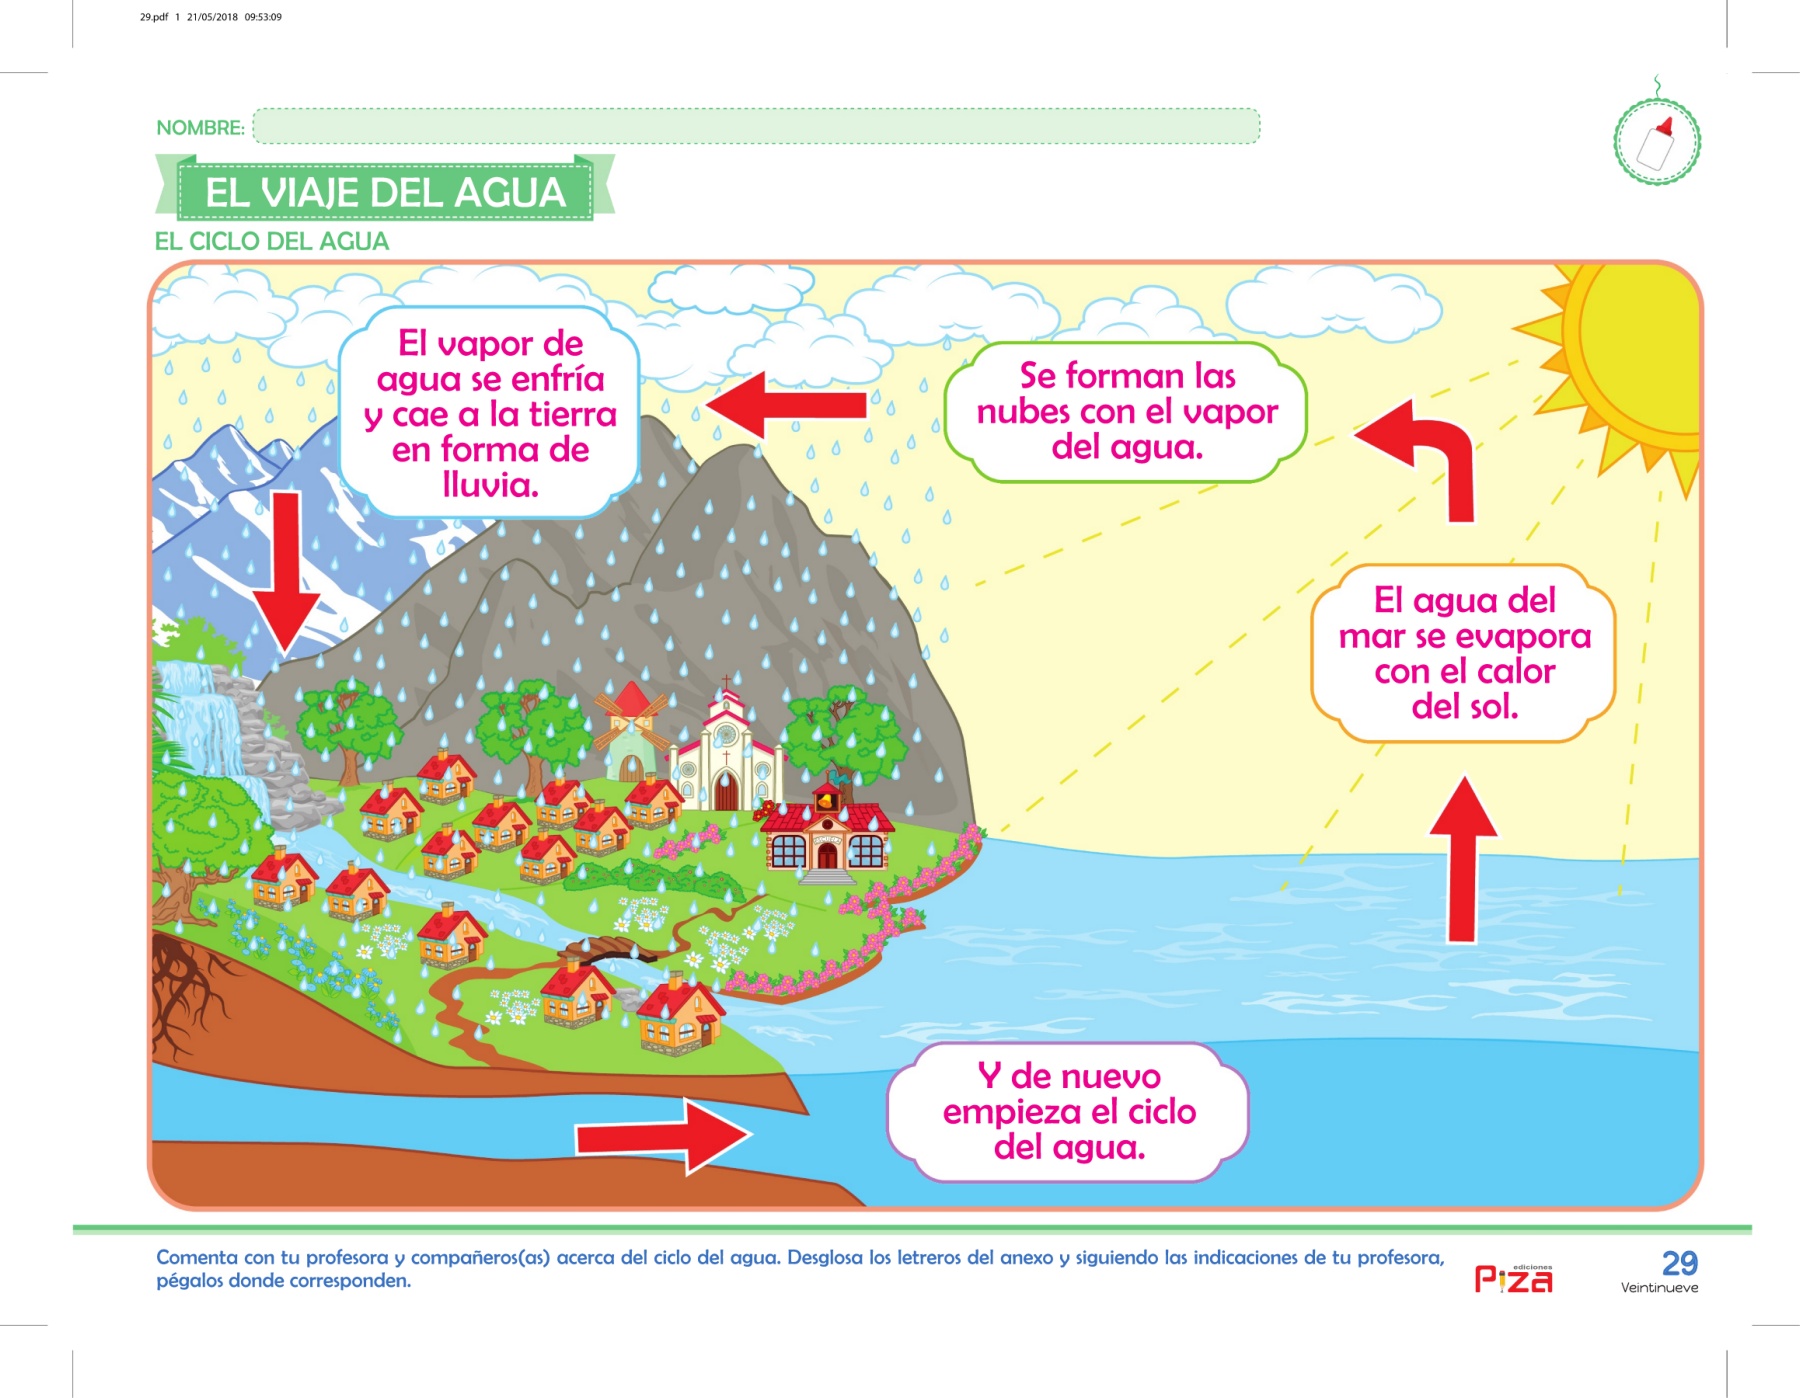 29.pdf 1 21/05/2018 09:53:09
NOMBRE:
EL VIAJE DEL AGUA
EL CICLO DEL AGUA
El vapor de
agua se enfría
y cae a la tierra
en forma de
lluvia.
Se forman las
nubes con el vapor
del agua.
El agua del
mar se evapora
con el calor
del sol.
ESCUELA
Y de nuevo
empieza el ciclo
del agua.
Comenta con tu profesora y compañeros(as) acerca del ciclo del agua. Desglosa los letreros del anexo y siguiendo las indicaciones de tu profesora,
pégalos donde corresponden.
ediciones
Piza
29
Veintinueve